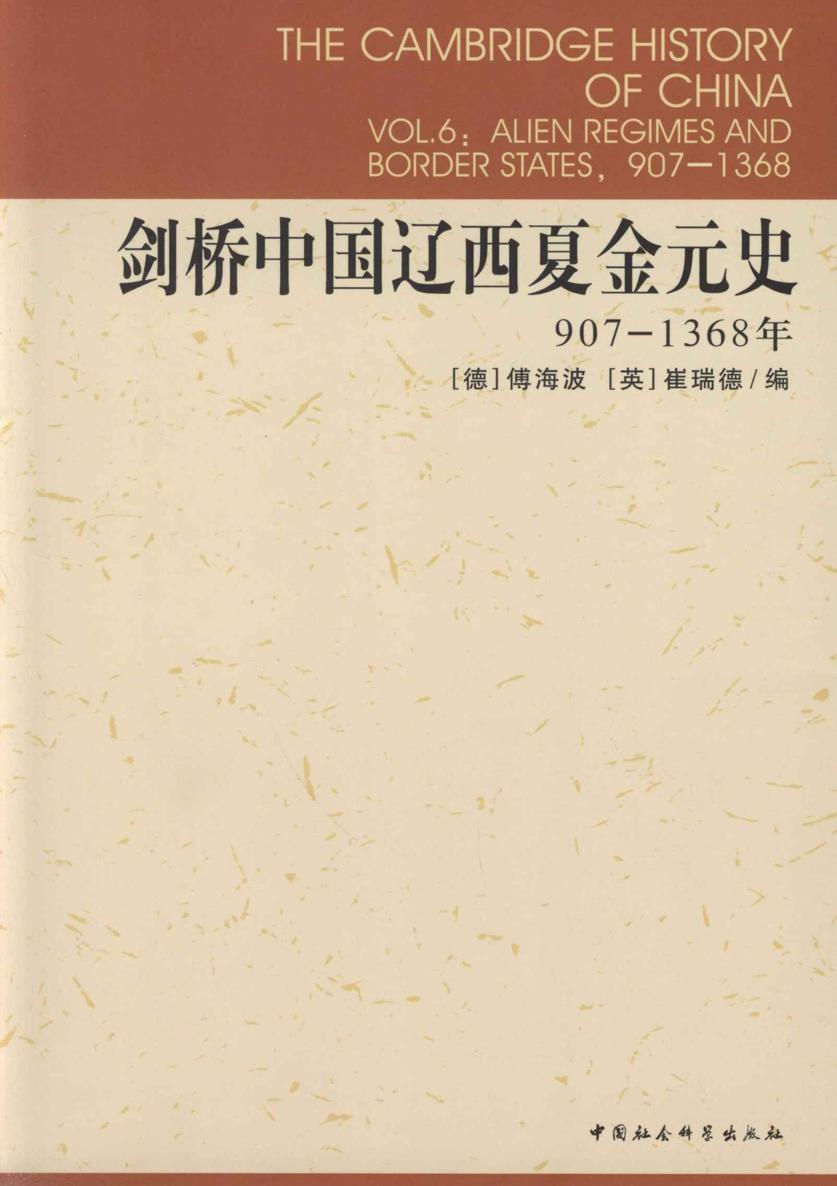 THE CAMBRIDGE HISTORY
OF CHINA
VOL.6: ALIEN REGIMES AND
BORDER STATES, 907—1368
剑桥中国辽西夏金元史
907—1368年
[德]傅海波 [英]崔瑞德/编
中国社会科学出版社